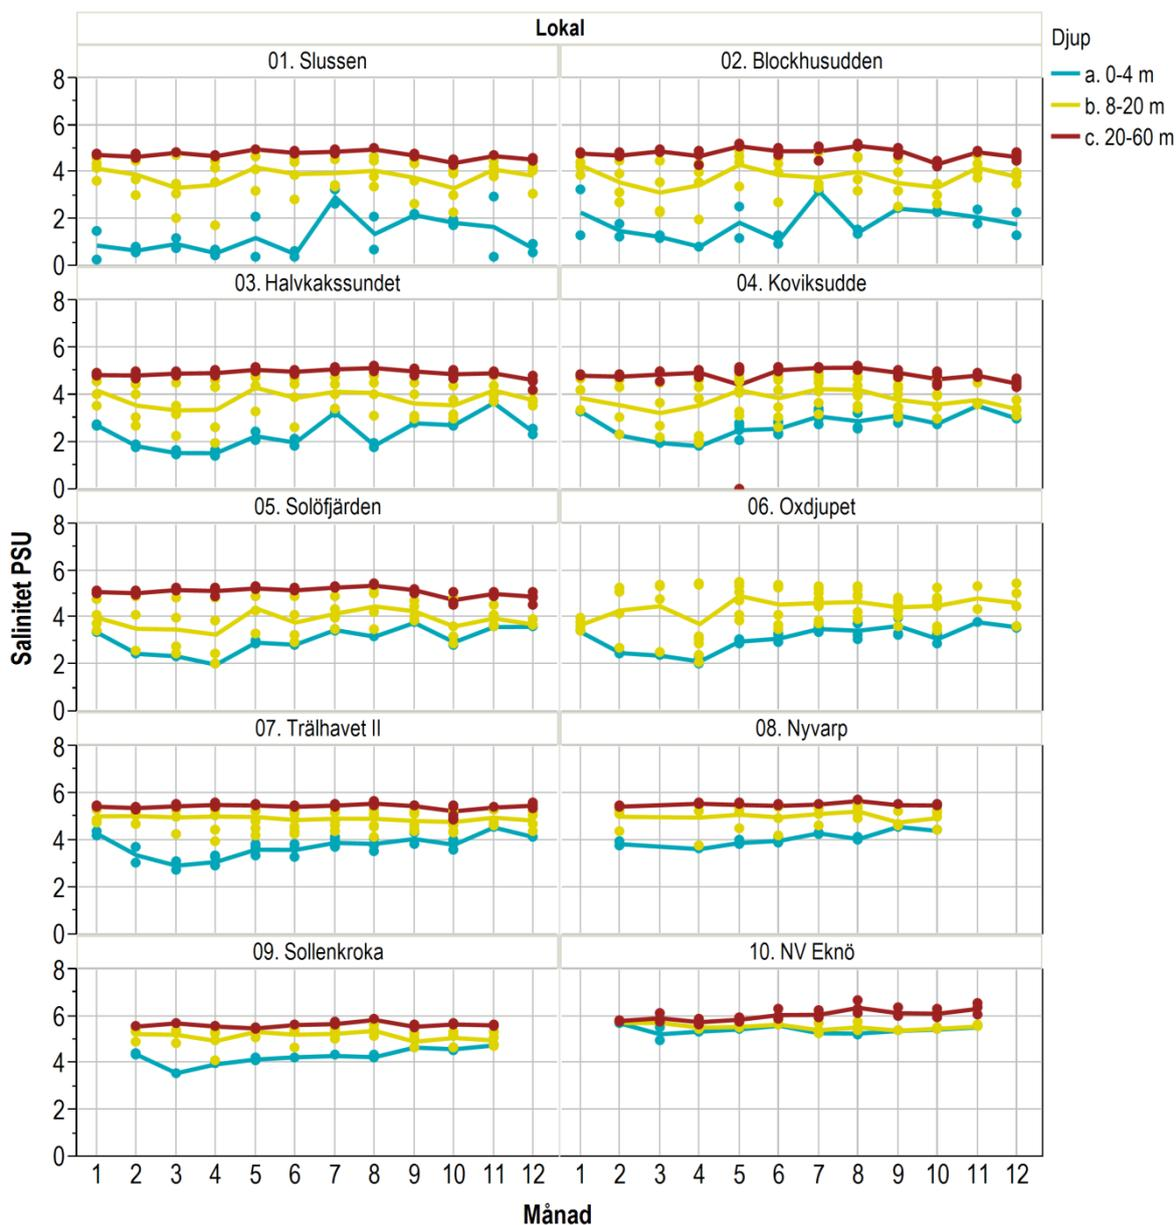 Lokal
Djup
a. 0-4 m
b. 8-20 m
c. 20-60 m
01. Slussen 02. Blockhusudden
8
6
4
2
0
03. Halvkakssundet 04. Koviksudde
8
6
4
2
0
05. Solöfjärden 06. Oxdjupet
8
6
4
2
0
07. Trälhavet II 08. Nyvarp
8
6
4
2
0
09. Sollenkroka 10. NV Eknö
8
6
4
2
0
Salinitet PSU
1 2 3 4 5 6 7 8 9 10 11 12 1 2 3 4 5 6 7 8 9 10 11 12
Månad